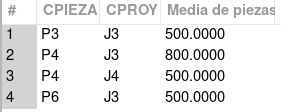 # CPIEZA CPROY Media de piezas
1 P3 J3 500.0000
2 P4 J3 800.0000
3 P4 J4 500.0000
4 P6 J3 500.0000